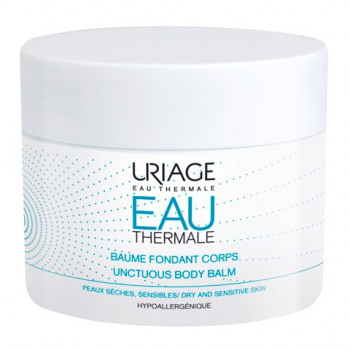 URIAGE
EAU THERMALE
EAU
THERMALE
BAUME FONDANT CORPS
UNCTUOUS BODY BALM
PEAUX SÈCHES, SENSIBLES/ DRY AND SENSITIVE SKIN
HYPOALLERGÉNIQUE